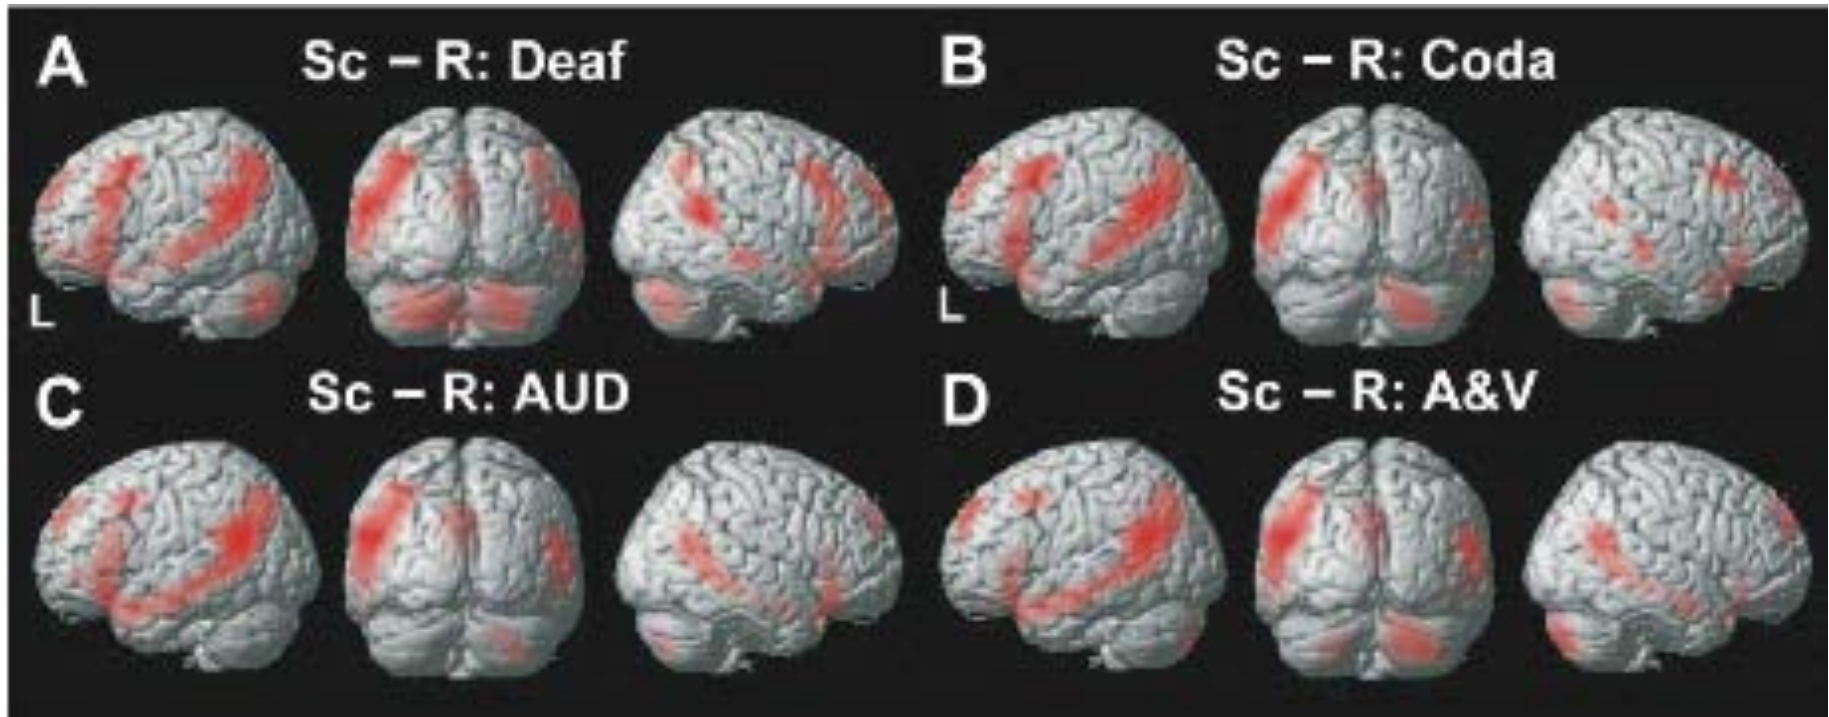 A Sc – R: Deaf
B Sc – R: Coda
L
L
C Sc – R: AUD
D Sc – R: A&V